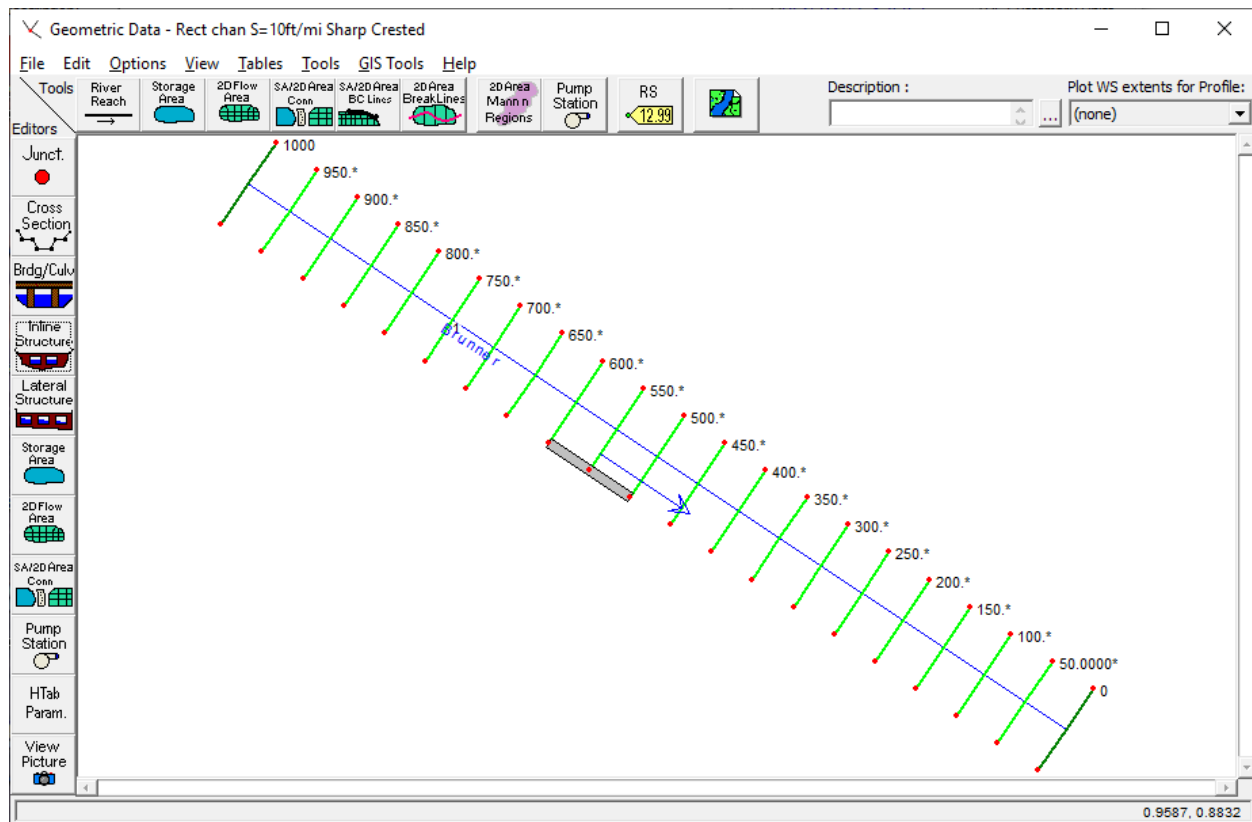 Geometric Data - Rect chan S=10ft/mi Sharp Crested
File Edit Options View Tables Tools GIS Tools Help
Tools
Editors
River
Reach
Storage
Area
2D Flow
Area
SA/2D Area
Conn
SA/2D Area
BC Lines
2D Area
BreakLines
2D Area
Mann n
Regions
Pump
Station
RS
12.99
Description :
...
Plot WS extents for Profile:
(none)
Junct.
Cross
Section
Brdg/Culv
Inline
Structure
Lateral
Structure
Storage
Area
2D Flow
Area
SA/2D Area
Conn
Pump
Station
HTab
Param.
View
Picture
1000
950.*
900.*
850.*
800.*
750.*
700.*
650.*
600.*
550.*
500.*
450.*
400.*
350.*
300.*
250.*
200.*
150.*
100.*
50.0000*
0
1
Brunner
0.9587, 0.8832